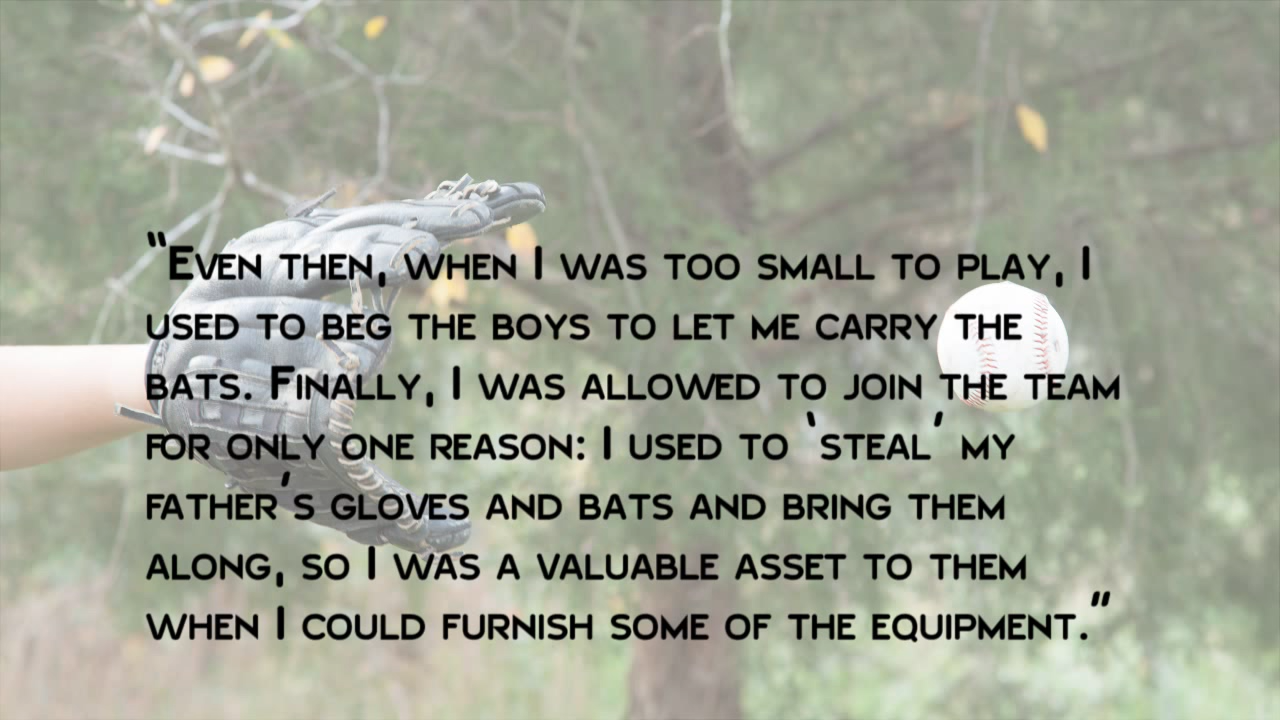 "Even then, when I was too small to play, I
used to beg the boys to let me carry the
bats. Finally, I was allowed to join the team
for only one reason: I used to 'steal' my
father's gloves and bats and bring them
along, so I was a valuable asset to them
when I could furnish some of the equipment."